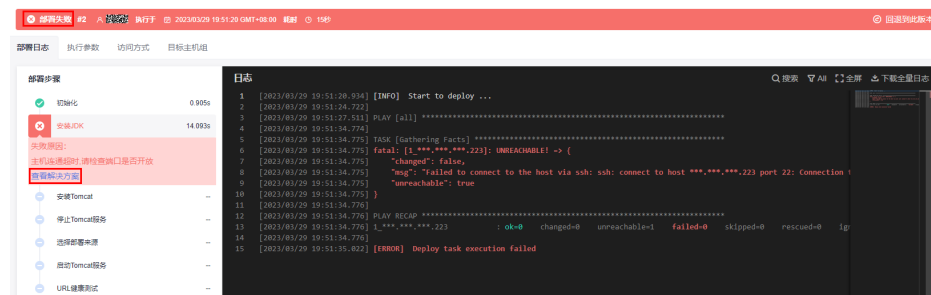 部署失败 #2 执行于 2023/03/29 19:51:20 GMT+08:00 耗时 15秒 回退到此版本
部署日志 执行参数 访问方式 目标主机组
部署步骤
初始化 0.905s
安装JDK 14.093s
失败原因:
主机连通超时,请检查端口是否开放
查看解决方案
安装Tomcat --
停止Tomcat服务 --
选择部署来源 --
启动Tomcat服务 --
URL健康测试 --
日志 搜索 All 全屏 下载全量日志
1 [2023/03/29 19:51:20.934] [INFO] Start to deploy ...
2 [2023/03/29 19:51:24.722]
3 [2023/03/29 19:51:27.511] PLAY [all] ****************************************************************
4 [2023/03/29 19:51:34.774]
5 [2023/03/29 19:51:34.775] TASK [Gathering Facts] ****************************************************
6 [2023/03/29 19:51:34.775] fatal: [1_***.***.***.223]: UNREACHABLE! => {
7 [2023/03/29 19:51:34.775] "changed": false,
8 [2023/03/29 19:51:34.775] "msg": "Failed to connect to the host via ssh: ssh: connect to host ***.***.***.223 port 22: Connection
9 [2023/03/29 19:51:34.775] "unreachable": true
10 [2023/03/29 19:51:34.775] }
11 [2023/03/29 19:51:34.776]
12 [2023/03/29 19:51:34.776] PLAY RECAP ****************************************************************
13 [2023/03/29 19:51:34.776] 1_***.***.***.223 : ok=0 changed=0 unreachable=1 failed=0 skipped=0 rescued=0
14 [2023/03/29 19:51:34.776]
15 [2023/03/29 19:51:35.022] [ERROR] Deploy task execution failed